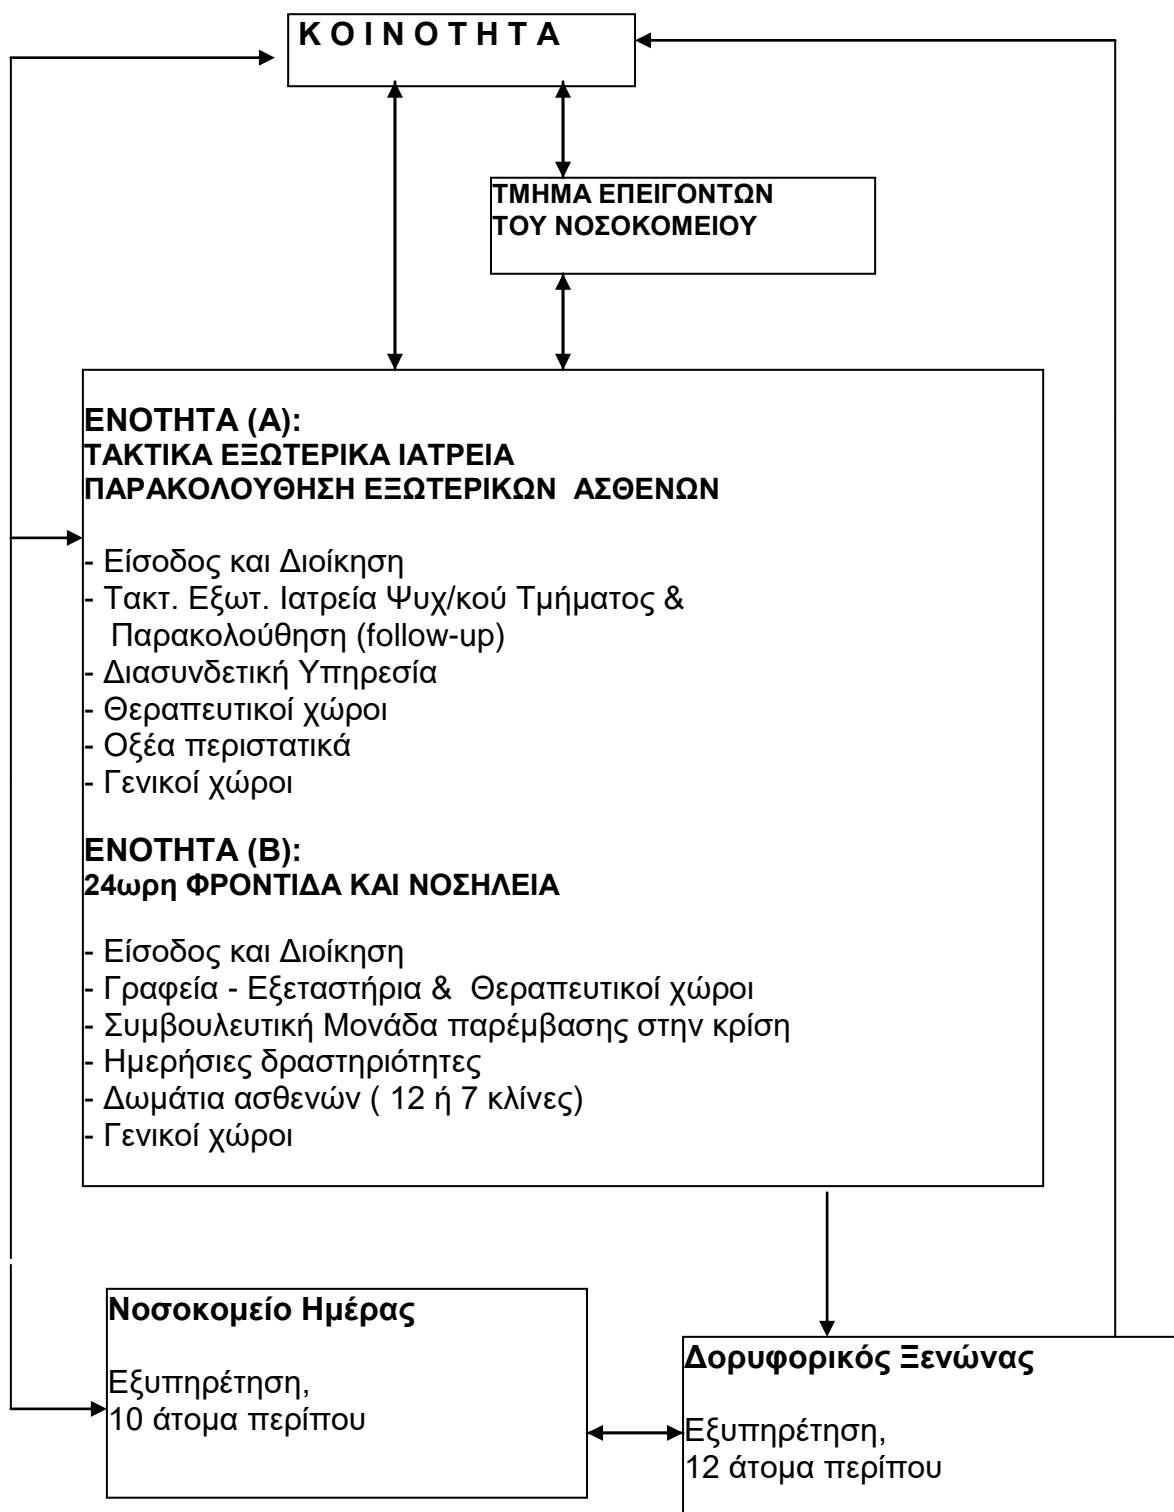 Κ Ο Ι Ν Ο Τ Η Τ Α
ΤΜΗΜΑ ΕΠΕΙΓΟΝΤΩΝ
ΤΟΥ ΝΟΣΟΚΟΜΕΙΟΥ
ΕΝΟΤΗΤΑ (Α):
ΤΑΚΤΙΚΑ ΕΞΩΤΕΡΙΚΑ ΙΑΤΡΕΙΑ
ΠΑΡΑΚΟΛΟΥΘΗΣΗ ΕΞΩΤΕΡΙΚΩΝ ΑΣΘΕΝΩΝ
- Είσοδος και Διοίκηση
- Τακτ. Εξωτ. Ιατρεία Ψυχ/κού Τμήματος &
Παρακολούθηση (follow-up)
- Διασυνδετική Υπηρεσία
- Θεραπευτικοί χώροι
- Οξέα περιστατικά
- Γενικοί χώροι
ΕΝΟΤΗΤΑ (Β):
24ωρη ΦΡΟΝΤΙΔΑ ΚΑΙ ΝΟΣΗΛΕΙΑ
- Είσοδος και Διοίκηση
- Γραφεία - Εξεταστήρια & Θεραπευτικοί χώροι
- Συμβουλευτική Μονάδα παρέμβασης στην κρίση
- Ημερήσιες δραστηριότητες
- Δωμάτια ασθενών ( 12 ή 7 κλίνες)
- Γενικοί χώροι
Νοσοκομείο Ημέρας
Εξυπηρέτηση,
10 άτομα περίπου
Δορυφορικός Ξενώνας
Εξυπηρέτηση,
12 άτομα περίπου